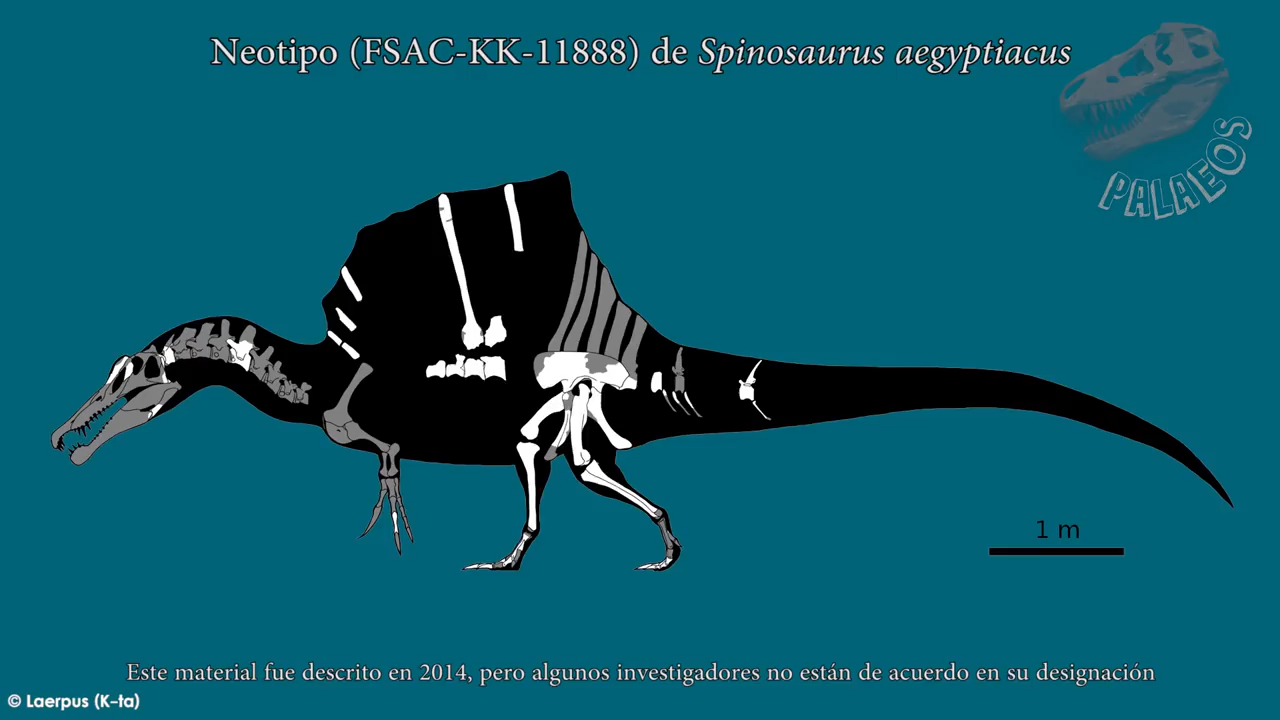 Neotipo (FSAC-KK-11888) de Spinosaurus aegyptiacus
PALAEOS
1 m
Este material fue descrito en 2014, pero algunos investigadores no están de acuerdo en su designación
© Laerpus (K-ta)